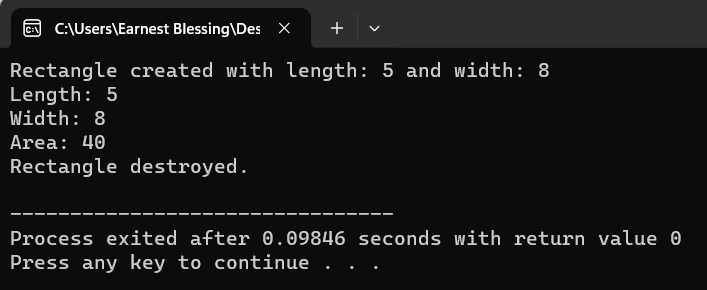 C:\Users\Earnest Blessing\Des
Rectangle created with length: 5 and width: 8
Length: 5
Width: 8
Area: 40
Rectangle destroyed.
--------------------------------
Process exited after 0.09846 seconds with return value 0
Press any key to continue . . .